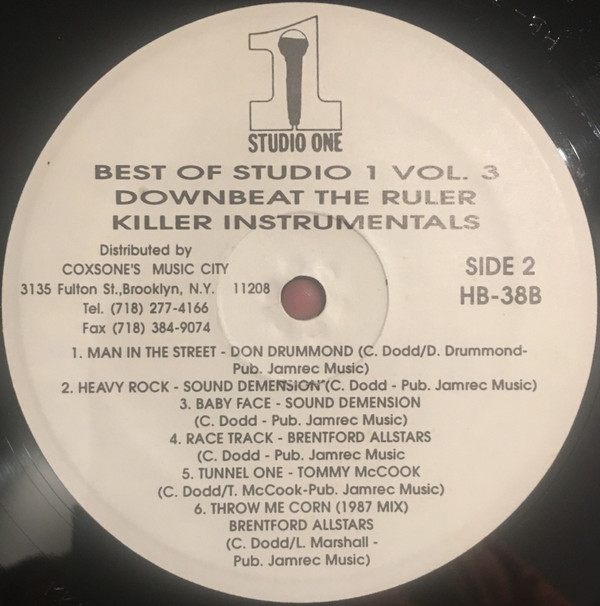 1
STUDIO ONE
BEST OF STUDIO 1 VOL. 3
DOWNBEAT THE RULER
KILLER INSTRUMENTALS
Distributed by
COXSONE'S MUSIC CITY
3135 Fulton St.,Brooklyn, N.Y. 11208
Tel. (718) 277-4166
Fax (718) 384-9074
SIDE 2
HB-38B
1. MAN IN THE STREET - DON DRUMMOND (C. Dodd/D. Drummond-
Pub. Jamrec Music)
2. HEAVY ROCK - SOUND DEMENSION (C. Dodd - Pub. Jamrec Music)
3. BABY FACE - SOUND DEMENSION
(C. Dodd - Pub. Jamrec Music)
4. RACE TRACK - BRENTFORD ALLSTARS
(C. Dodd - Pub. Jamrec Music
5. TUNNEL ONE - TOMMY McCOOK
(C. Dodd/T. McCook-Pub. Jamrec Music)
6. THROW ME CORN (1987 MIX)
BRENTFORD ALLSTARS
(C. Dodd/L. Marshall -
Pub. Jamrec Music)